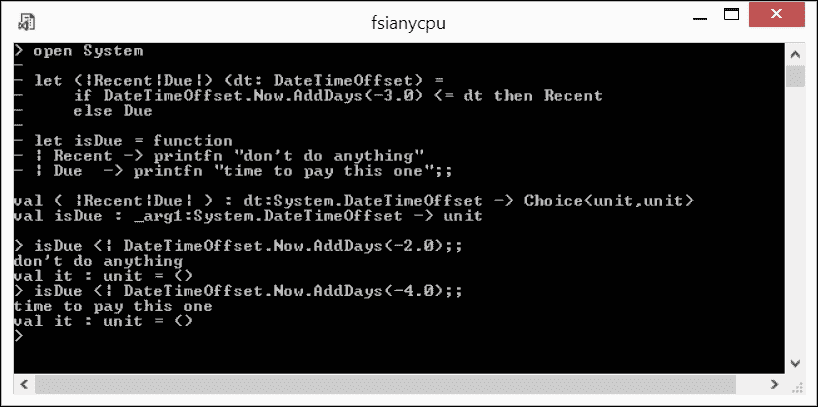 fsianycpu
> open System
-
- let (|Recent|Due|) (dt: DateTimeOffset) =
-     if DateTimeOffset.Now.AddDays(-3.0) <= dt then Recent
-     else Due
-
- let isDue = function
- | Recent -> printfn "don't do anything"
- | Due  -> printfn "time to pay this one";;
val ( |Recent|Due| ) : dt:System.DateTimeOffset -> Choice<unit,unit>
val isDue : _arg1:System.DateTimeOffset -> unit
> isDue <| DateTimeOffset.Now.AddDays(-2.0);;
don't do anything
val it : unit = ()
> isDue <| DateTimeOffset.Now.AddDays(-4.0);;
time to pay this one
val it : unit = ()
>